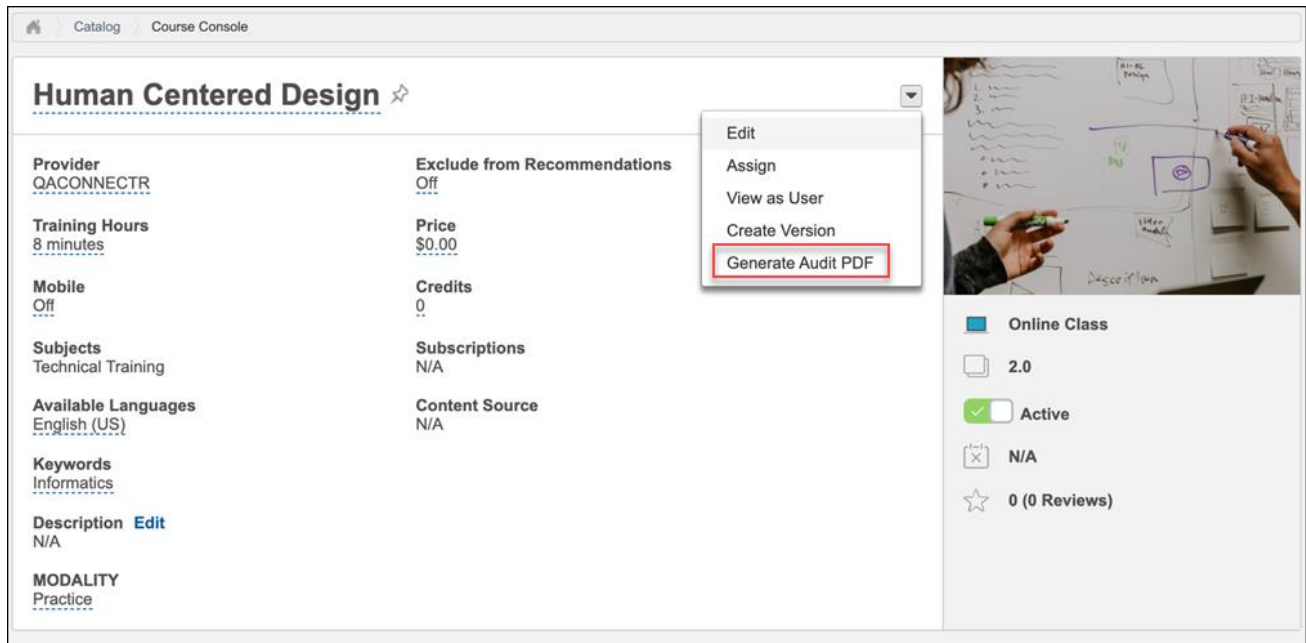 Catalog
Course Console
Human Centered Design
Edit
Assign
View as User
Create Version
Generate Audit PDF
Provider
QACONNECTR
Training Hours
8 minutes
Mobile
Off
Subjects
Technical Training
Available Languages
English (US)
Keywords
Informatics
Description Edit
N/A
MODALITY
Practice
Exclude from Recommendations
Off
Price
$0.00
Credits
0
Subscriptions
N/A
Content Source
N/A
Online Class
2.0
Active
N/A
0 (0 Reviews)